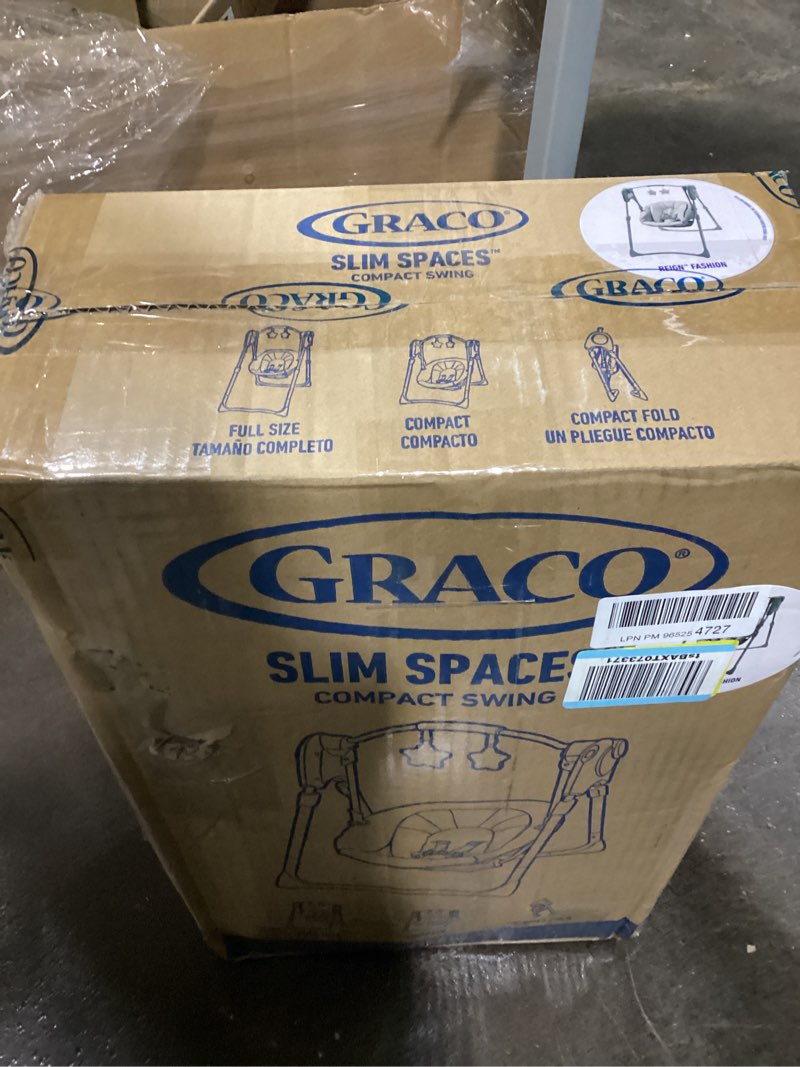 GRACO®
SLIM SPACES™
COMPACT SWING
REIGN™ FASHION
GRACO
GRACO
FULL SIZE
TAMAÑO COMPLETO
COMPACT
COMPACTO
COMPACT FOLD
UN PLIEGUE COMPACTO
GRACO®
SLIM SPACES
COMPACT SWING
LPN PM 96525 4727
tsBAXT073371